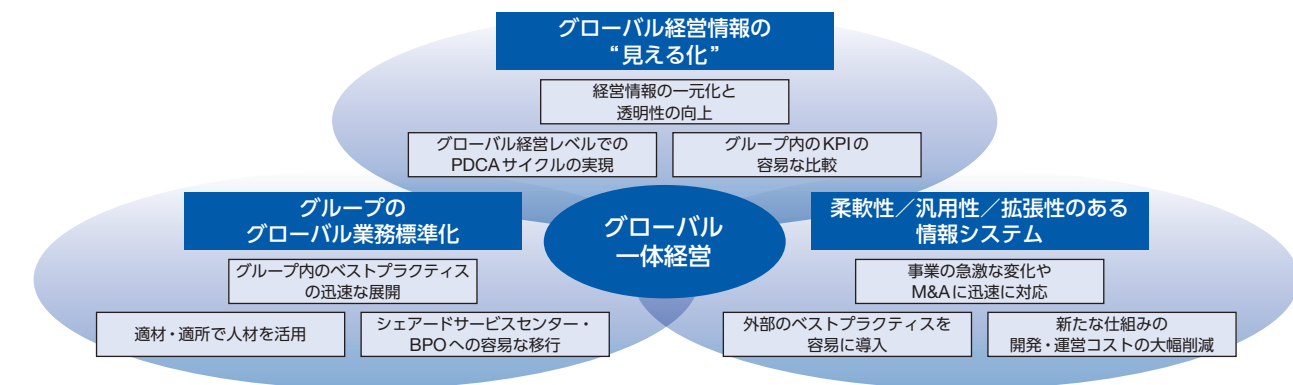 グローバル経営情報の
“見える化”
経営情報の一元化と
透明性の向上
グローバル経営レベルでの
PDCAサイクルの実現
グループ内のKPIの
容易な比較
グローバル
一体経営
グループの
グローバル業務標準化
グループ内のベストプラクティス
の迅速な展開
適材・適所で人材を活用
シェアードサービスセンター・
BPOへの容易な移行
柔軟性／汎用性／拡張性のある
情報システム
事業の急激な変化や
M&Aに迅速に対応
外部のベストプラクティスを
容易に導入
新たな仕組みの
開発・運営コストの大幅削減